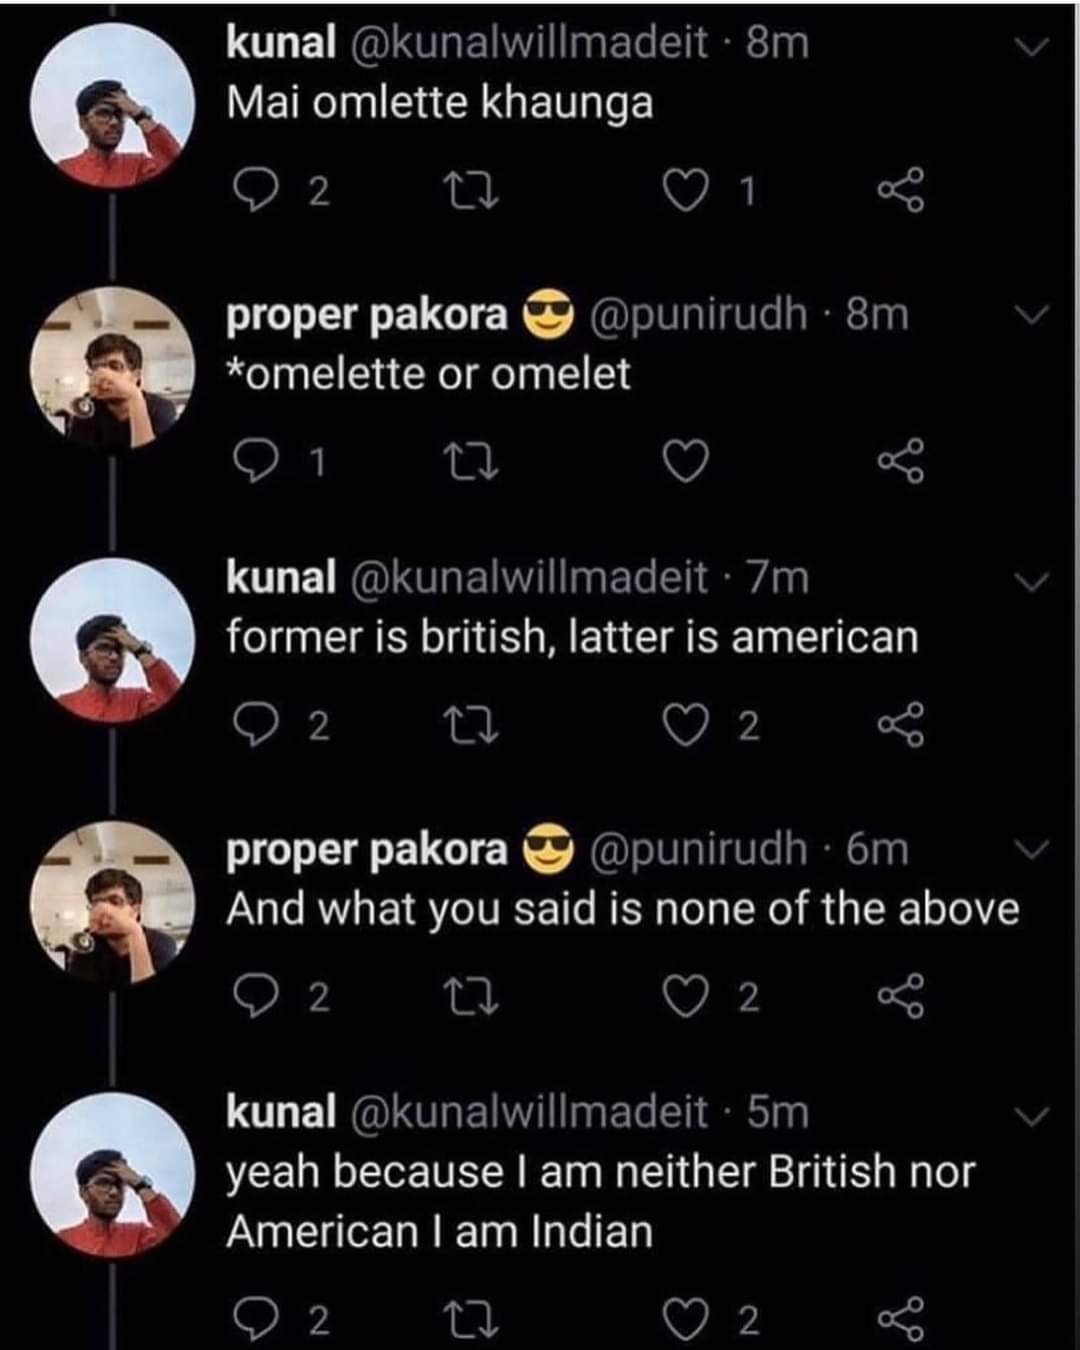 kunal @kunalwillmadeit · 8m
Mai omlette khaunga
2 1
proper pakora 😎 @punirudh · 8m
*omelette or omelet
1
kunal @kunalwillmadeit · 7m
former is british, latter is american
2 2
proper pakora 😎 @punirudh · 6m
And what you said is none of the above
2 2
kunal @kunalwillmadeit · 5m
yeah because I am neither British nor
American I am Indian
2 2